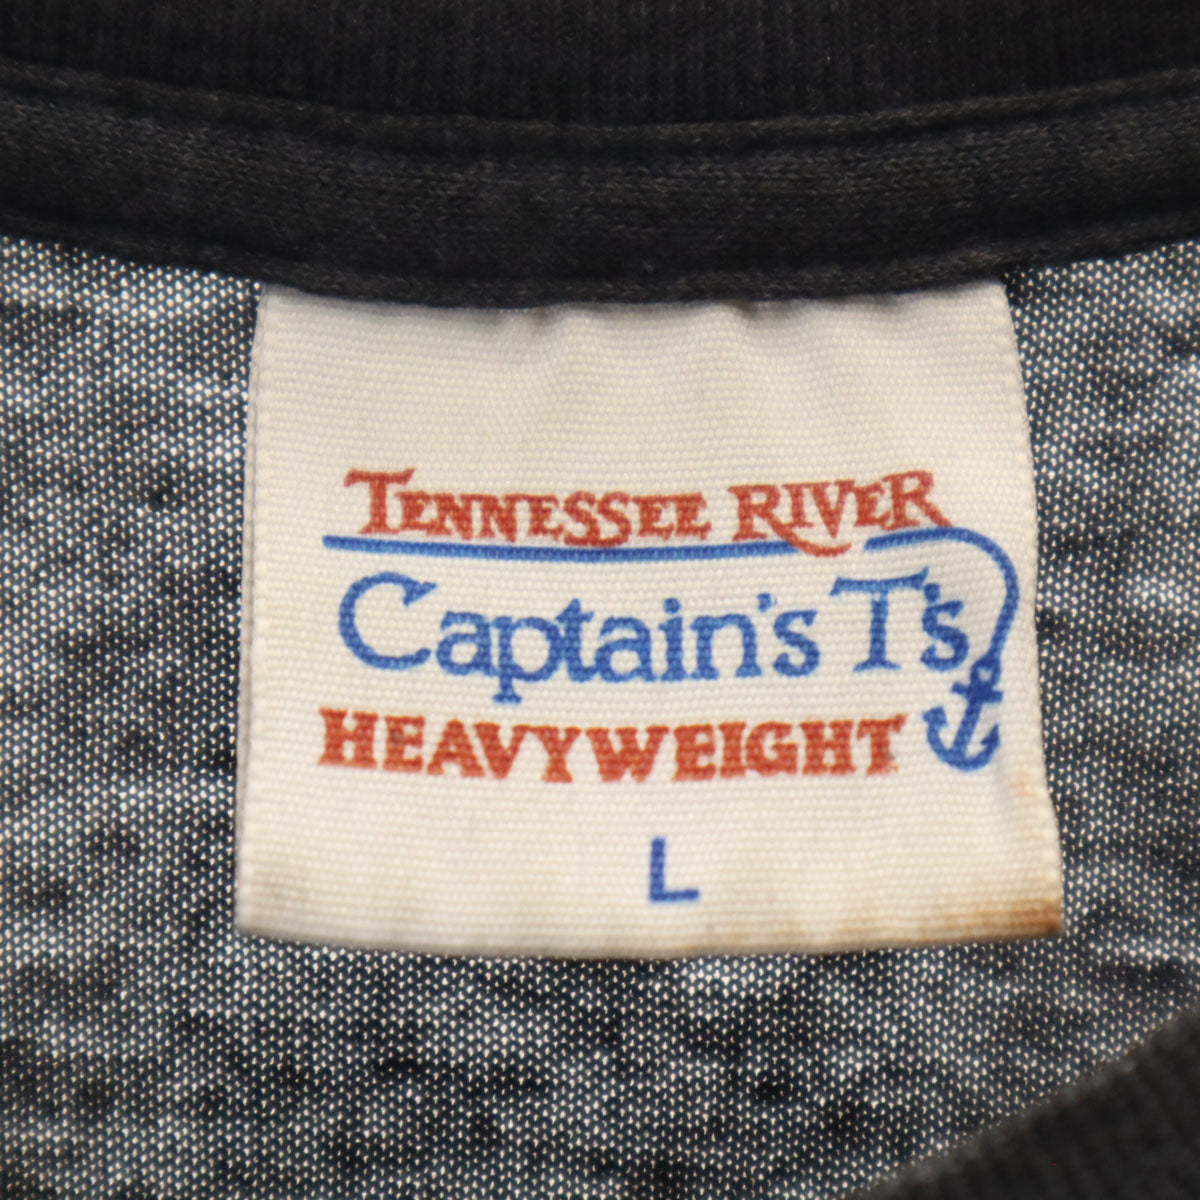 TENNESSEE RIVER
Captain's T's
HEAVYWEIGHT
L